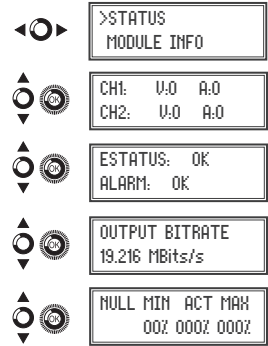 >STATUS
MODULE INFO
OK
CH1: V:0 A:0
CH2: V:0 A:0
OK
ESTATUS: OK
ALARM: OK
OK
OUTPUT BITRATE
19.216 MBits/s
OK
NULL MIN ACT MAX
00% 000% 000%